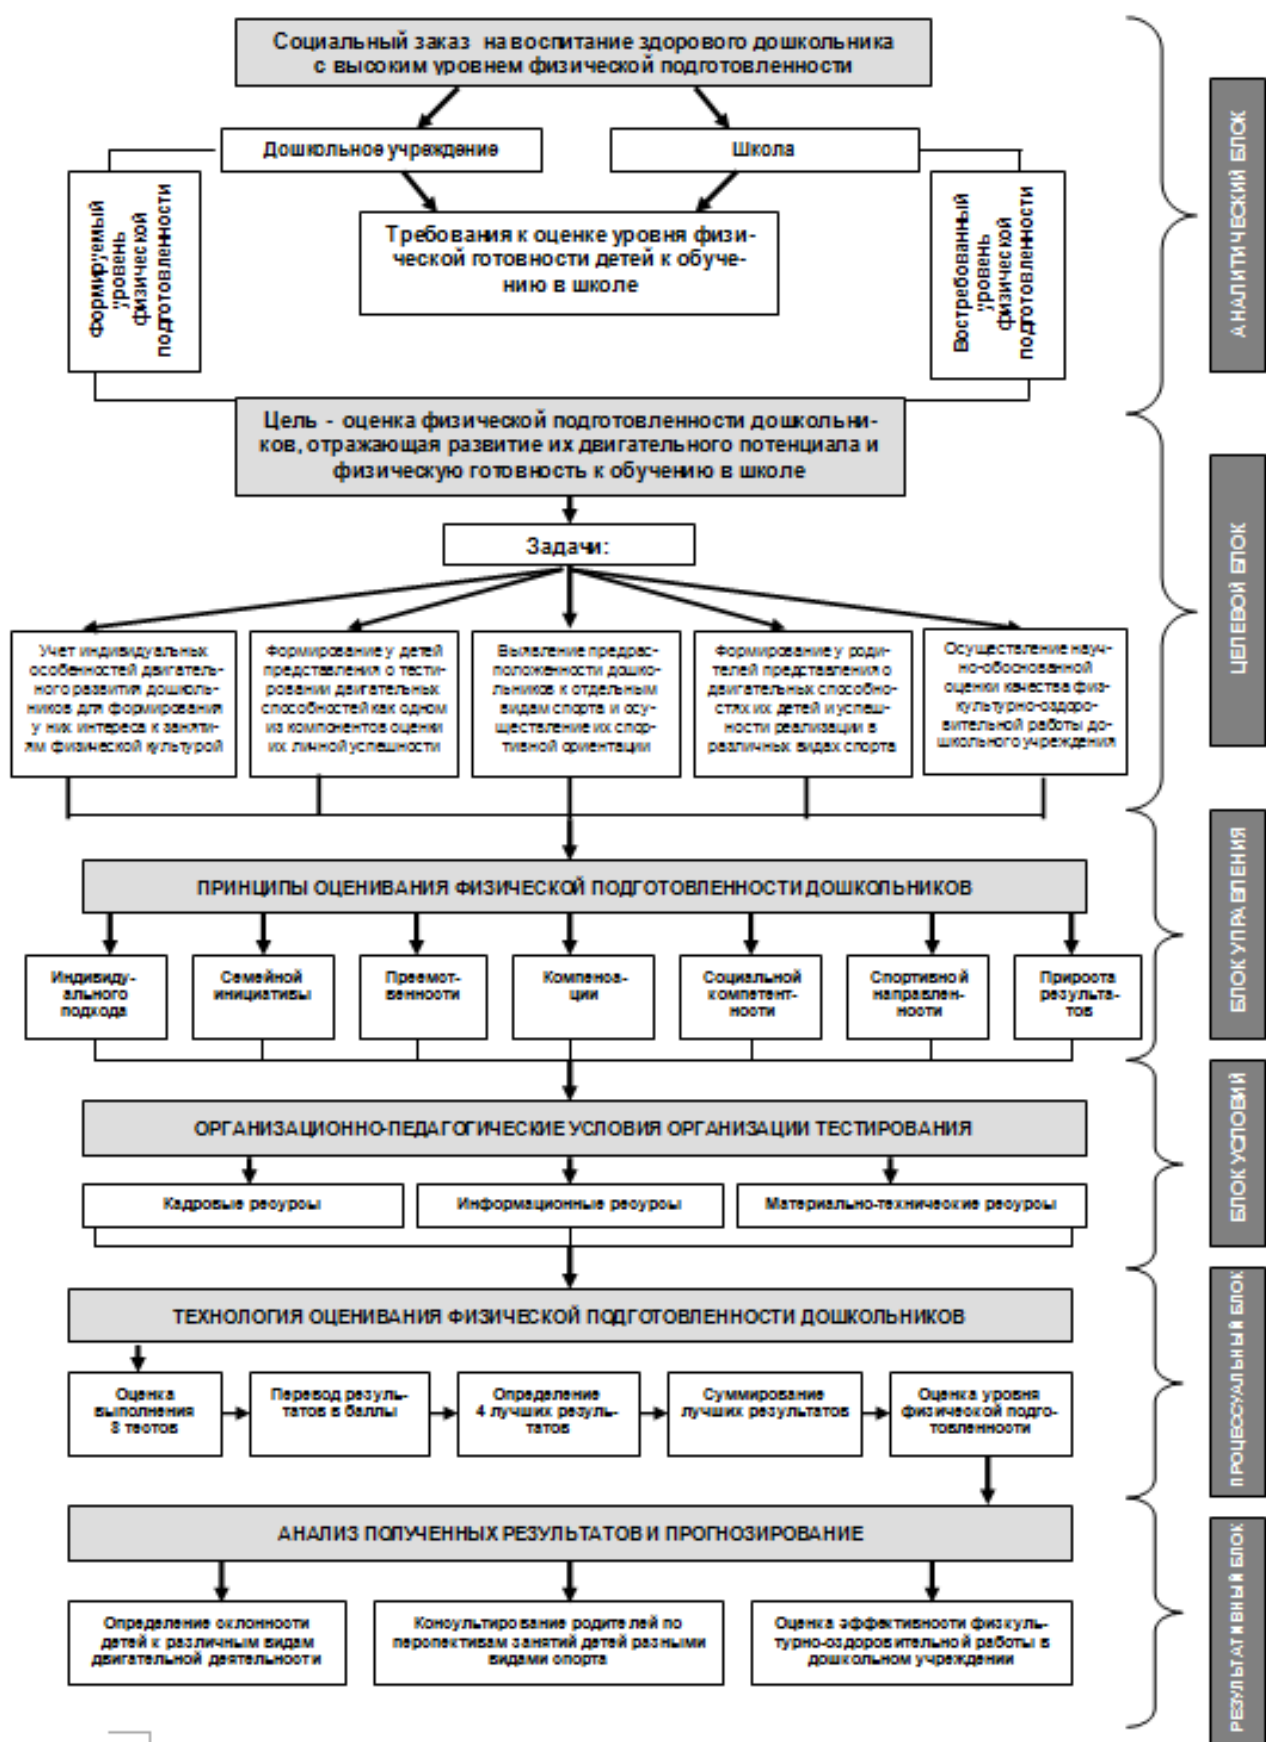 Социальный заказ на воспитание здорового дошкольника
с высоким уровнем физической подготовленности
Дошкольное учреждение
Школа
Формируемый
уровень
физической
подготовленности
Требования к оценке уровня физи-
ческой готовности детей к обуче-
нию в школе
Востребованный
уровень
физической
подготовленности
АНАЛИТИЧЕСКИЙ БЛОК
Цель - оценка физической подготовленности дошкольни-
ков, отражающая развитие их двигательного потенциала и
физическую готовность к обучению в школе
Задачи:
Учет индивидуальных
особенностей двигатель-
ного развития дошколь-
ников для формирования
у них интереса к заняти-
ям физической культурой
Формирование у детей
представления о тести-
ровании двигательных
способностей как одном
из компонентов оценки
их личной успешности
Выявление предрас-
положенности дошко-
льников к отдельным
видам спорта и осу-
ществление их спор-
тивной ориентации
Формирование у роди-
телей представления о
двигательных способно-
стях их детей и успеш-
ности реализации в
различных видах спорта
Осуществление науч-
но-обоснованной
оценки качества физ-
культурно-оздоро-
вительной работы до-
школьного учреждения
ЦЕЛЕВОЙ БЛОК
ПРИНЦИПЫ ОЦЕНИВАНИЯ ФИЗИЧЕСКОЙ ПОДГОТОВЛЕННОСТИ ДОШКОЛЬНИКОВ
Индивиду-
ального
подхода
Семейной
инициативы
Преемст-
венности
Компенса-
ции
Социальной
компетент-
ности
Спортивной
направлен-
ности
Прироста
результа-
тов
БЛОК УПРАВЛЕНИЯ
ОРГАНИЗАЦИОННО-ПЕДАГОГИЧЕСКИЕ УСЛОВИЯ ОРГАНИЗАЦИИ ТЕСТИРОВАНИЯ
Кадровые ресурсы
Информационные ресурсы
Материально-технические ресурсы
БЛОК УСЛОВИЙ
ТЕХНОЛОГИЯ ОЦЕНИВАНИЯ ФИЗИЧЕСКОЙ ПОДГОТОВЛЕННОСТИ ДОШКОЛЬНИКОВ
Оценка
выполнения
8 тестов
Перевод резуль-
татов в баллы
Определение
4 лучших резуль-
татов
Суммирование
лучших результатов
Оценка уровня
физической подго-
товленности
ПРОЦЕССУАЛЬНЫЙ БЛОК
АНАЛИЗ ПОЛУЧЕННЫХ РЕЗУЛЬТАТОВ И ПРОГНОЗИРОВАНИЕ
Определение склонности
детей к различным видам
двигательной деятельности
Консультирование родителей по
перспективам занятий детей разными
видами спорта
Оценка эффективности физкуль-
турно-оздоровительной работы в
дошкольном учреждении
РЕЗУЛЬТАТИВНЫЙ БЛОК